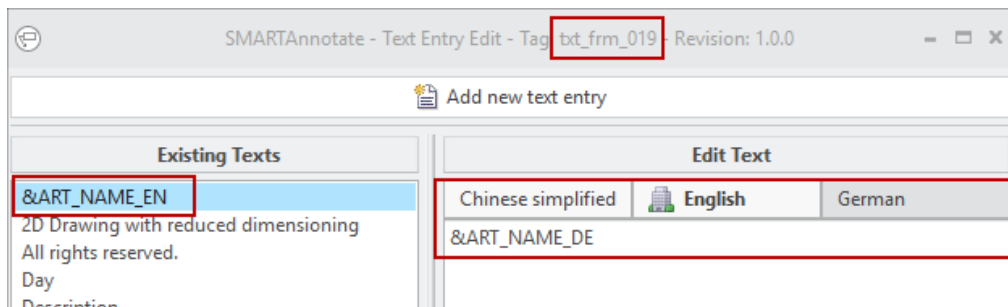 SMARTAnnotate - Text Entry Edit - Tag: txt_frm_019 - Revision: 1.0.0
Add new text entry
Existing Texts
&ART_NAME_EN
2D Drawing with reduced dimensioning
All rights reserved.
Day
Description
Edit Text
Chinese simplified English German
&ART_NAME_DE